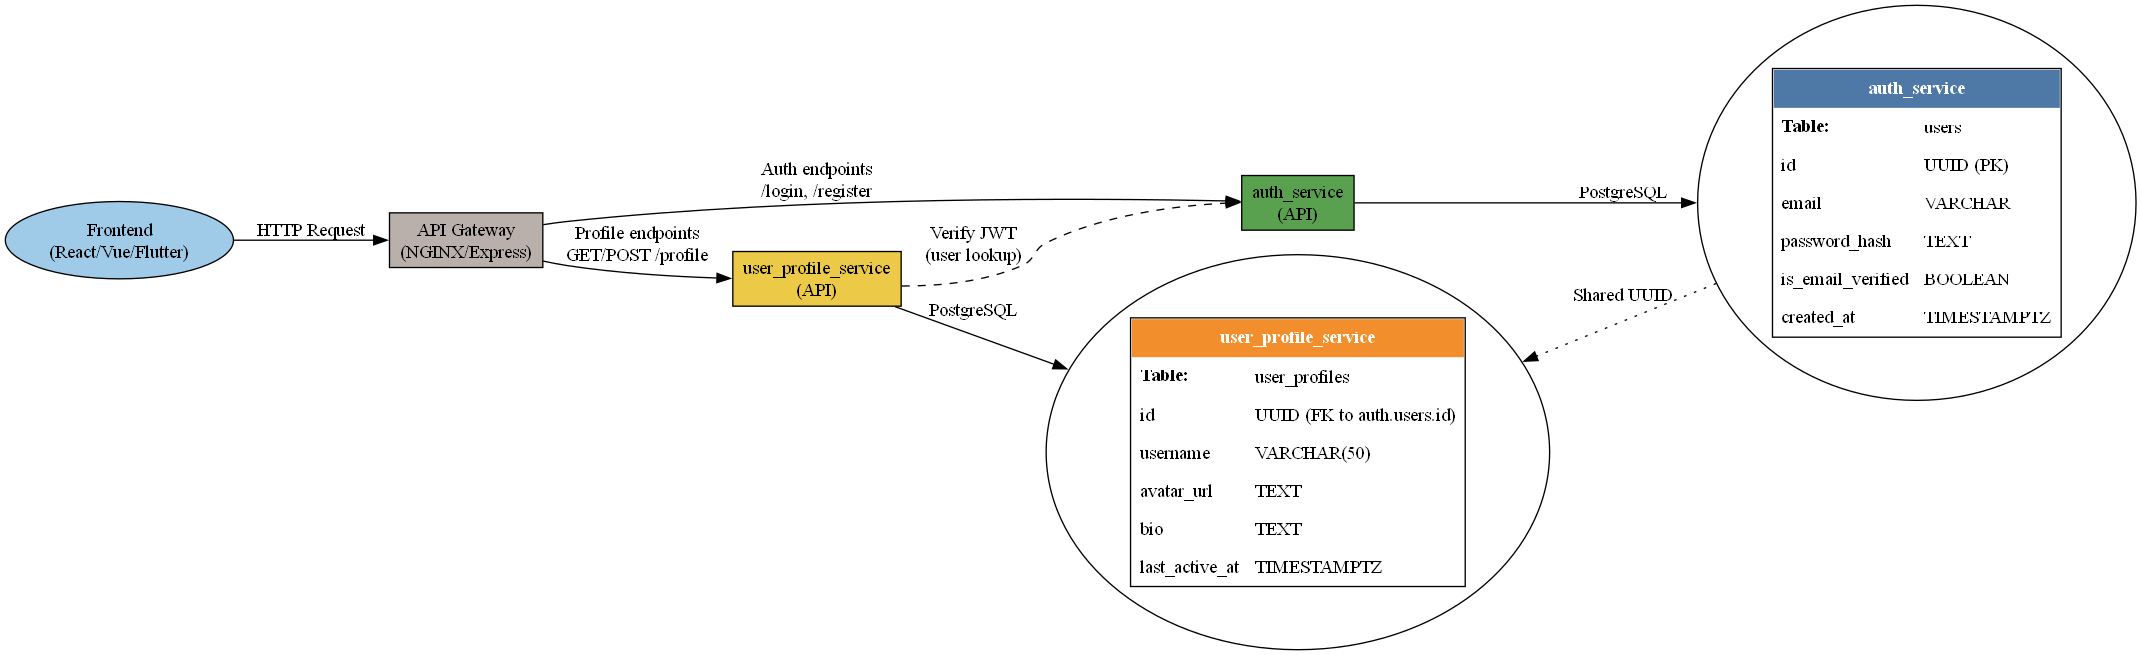 Frontend
(React/Vue/Flutter)
HTTP Request
API Gateway
(NGINX/Express)
Auth endpoints
/login, /register
Profile endpoints
GET/POST /profile
user_profile_service
(API)
Verify JWT
(user lookup)
PostgreSQL
auth_service
(API)
PostgreSQL
Shared UUID
auth_service
Table: users
id UUID (PK)
email VARCHAR
password_hash TEXT
is_email_verified BOOLEAN
created_at TIMESTAMPTZ
user_profile_service
Table: user_profiles
id UUID (FK to auth.users.id)
username VARCHAR(50)
avatar_url TEXT
bio TEXT
last_active_at TIMESTAMPTZ